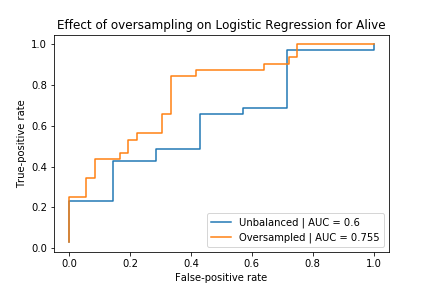 Effect of oversampling on Logistic Regression for Alive
1.0
0.8
0.6
0.4
0.2
0.0
True-positive rate
Unbalanced | AUC = 0.6
Oversampled | AUC = 0.755
0.0 0.2 0.4 0.6 0.8 1.0
False-positive rate